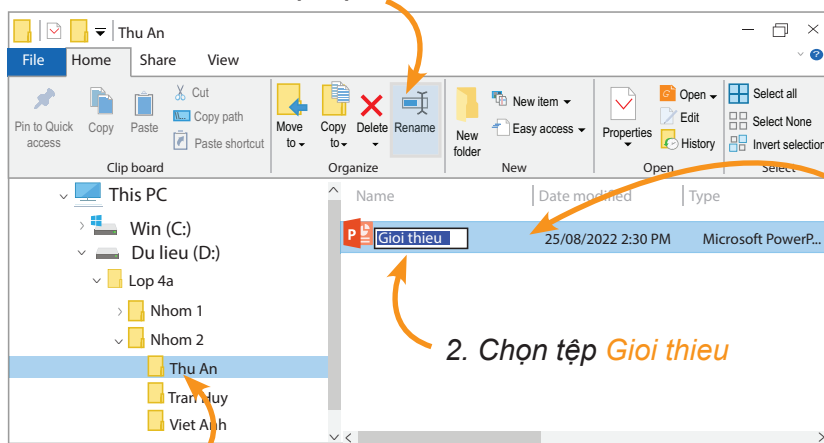 Thu An
File Home Share View
Pin to Quick access
Copy
Paste
Cut
Copy path
Paste shortcut
Clip board
Move to
Copy to
Delete
Rename
Organize
New folder
New item
Easy access
New
Properties
Open
Edit
History
Open
Select all
Select None
Invert selection
Select
This PC
Win (C:)
Du lieu (D:)
Lop 4a
Nhom 1
Nhom 2
Thu An
Tran Huy
Viet Anh
Name Date modified Type
Gioi thieu 25/08/2022 2:30 PM Microsoft PowerP...
2. Chọn tệp Gioi thieu